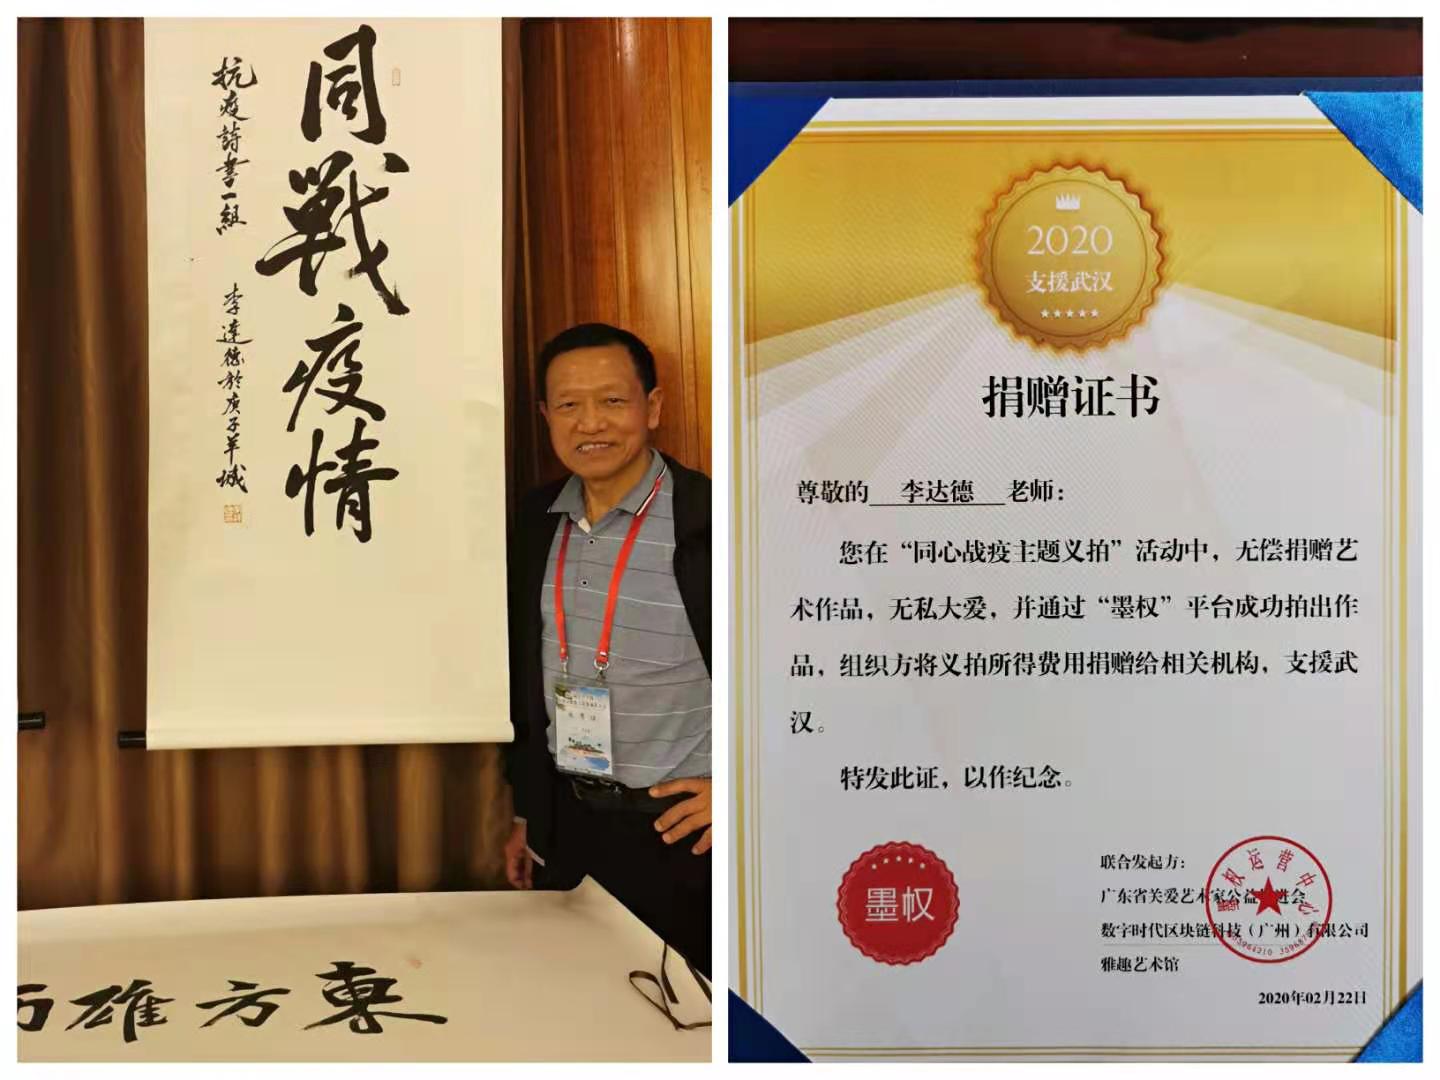 同戰疫情
抗疫詩書一組
李達德於庚子羊城
東方雄
2020
支援武汉
捐赠证书
尊敬的 李达德 老师：
您在“同心战疫主题义拍”活动中，无偿捐赠艺
术作品，无私大爱，并通过“墨权”平台成功拍出作
品，组织方将义拍所得费用捐赠给相关机构，支援武
汉。
特发此证，以作纪念。
墨权
联合发起方：
广东省关爱艺术家公益促进会
数字时代区块链科技（广州）有限公司
雅趣艺术馆
墨权运营中心
2020年02月22日